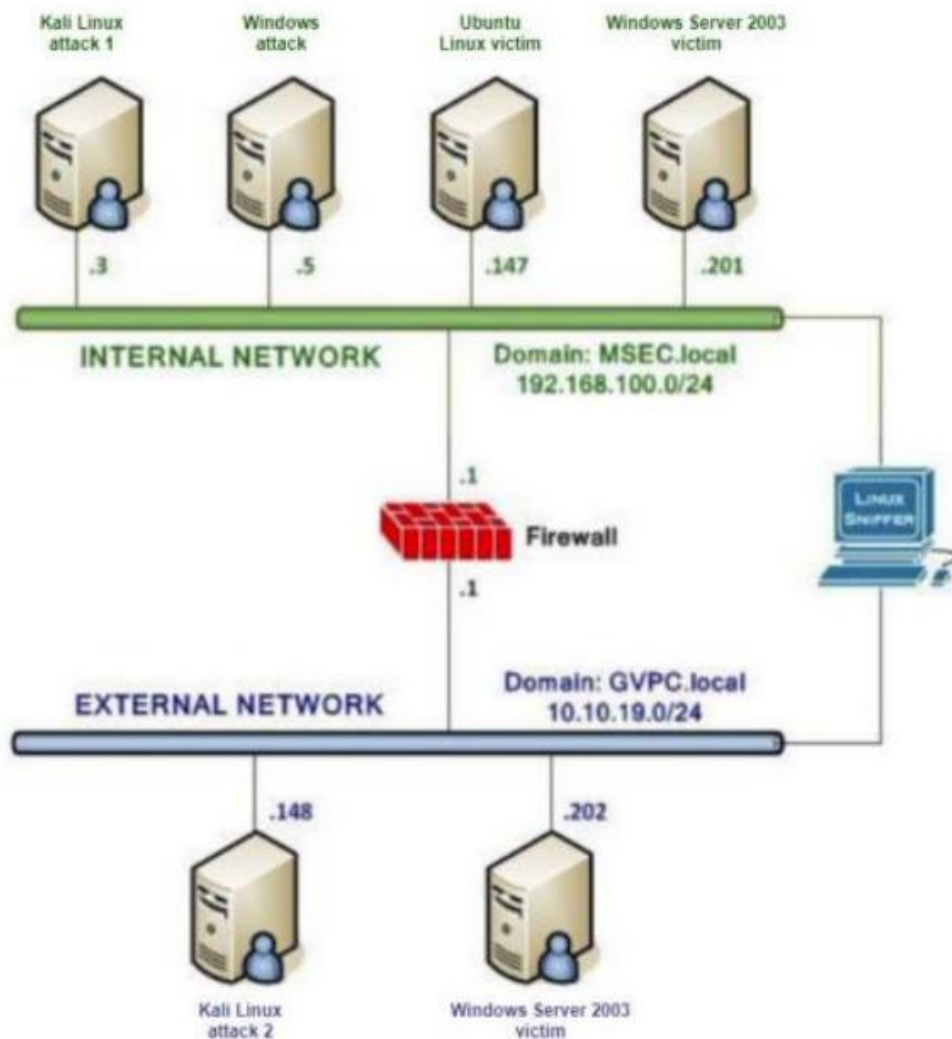 Kali Linux
attack 1
Windows
attack
Ubuntu
Linux victim
Windows Server 2003
victim
.3
.5
.147
.201
INTERNAL NETWORK
Domain: MSEC.local
192.168.100.0/24
.1
Firewall
.1
LINUX
SNIFFER
EXTERNAL NETWORK
Domain: GVPC.local
10.10.19.0/24
.148
.202
Kali Linux
attack 2
Windows Server 2003
victim